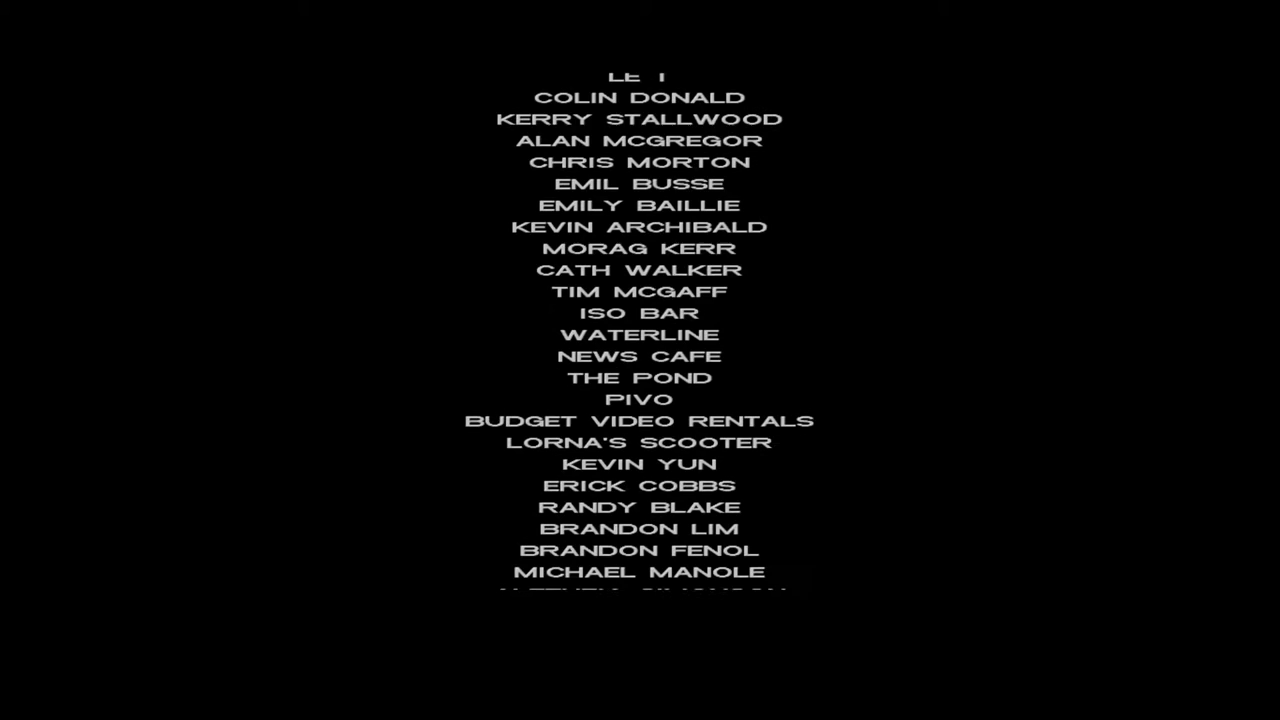 COLIN DONALD
KERRY STALLWOOD
ALAN MCGREGOR
CHRIS MORTON
EMIL BUSSE
EMILY BAILLIE
KEVIN ARCHIBALD
MORAG KERR
CATH WALKER
TIM MCGAFF
ISO BAR
WATERLINE
NEWS CAFE
THE POND
PIVO
BUDGET VIDEO RENTALS
LORNA'S SCOOTER
KEVIN YUN
ERICK COBBS
RANDY BLAKE
BRANDON LIM
BRANDON FENOL
MICHAEL MANOLE